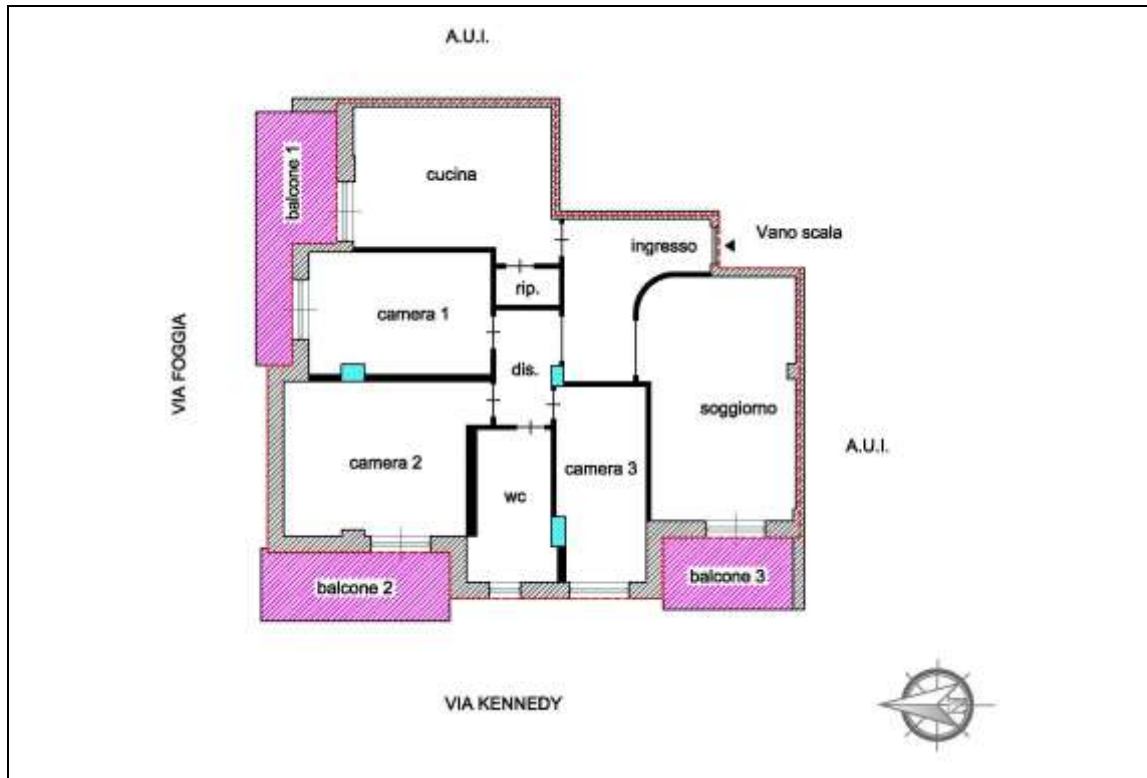 A.U.I.
balcone 1
cucina
ingresso
Vano scala
rip.
camera 1
VIA FOGGIA
dis.
soggiorno
A.U.I.
camera 2
camera 3
wc
balcone 2
balcone 3
VIA KENNEDY